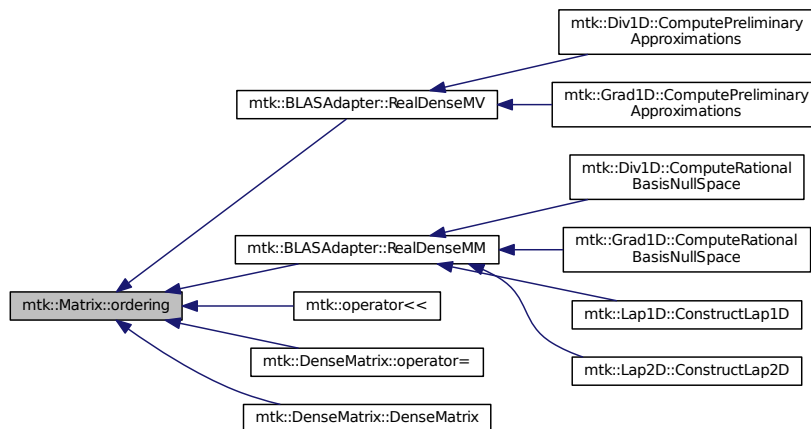 mtk::Div1D::ComputePreliminary
Approximations
mtk::BLASAdapter::RealDenseMV
mtk::Grad1D::ComputePreliminary
Approximations
mtk::Div1D::ComputeRational
BasisNullSpace
mtk::BLASAdapter::RealDenseMM
mtk::Grad1D::ComputeRational
BasisNullSpace
mtk::Matrix::ordering
mtk::operator<<
mtk::Lap1D::ConstructLap1D
mtk::DenseMatrix::operator=
mtk::Lap2D::ConstructLap2D
mtk::DenseMatrix::DenseMatrix